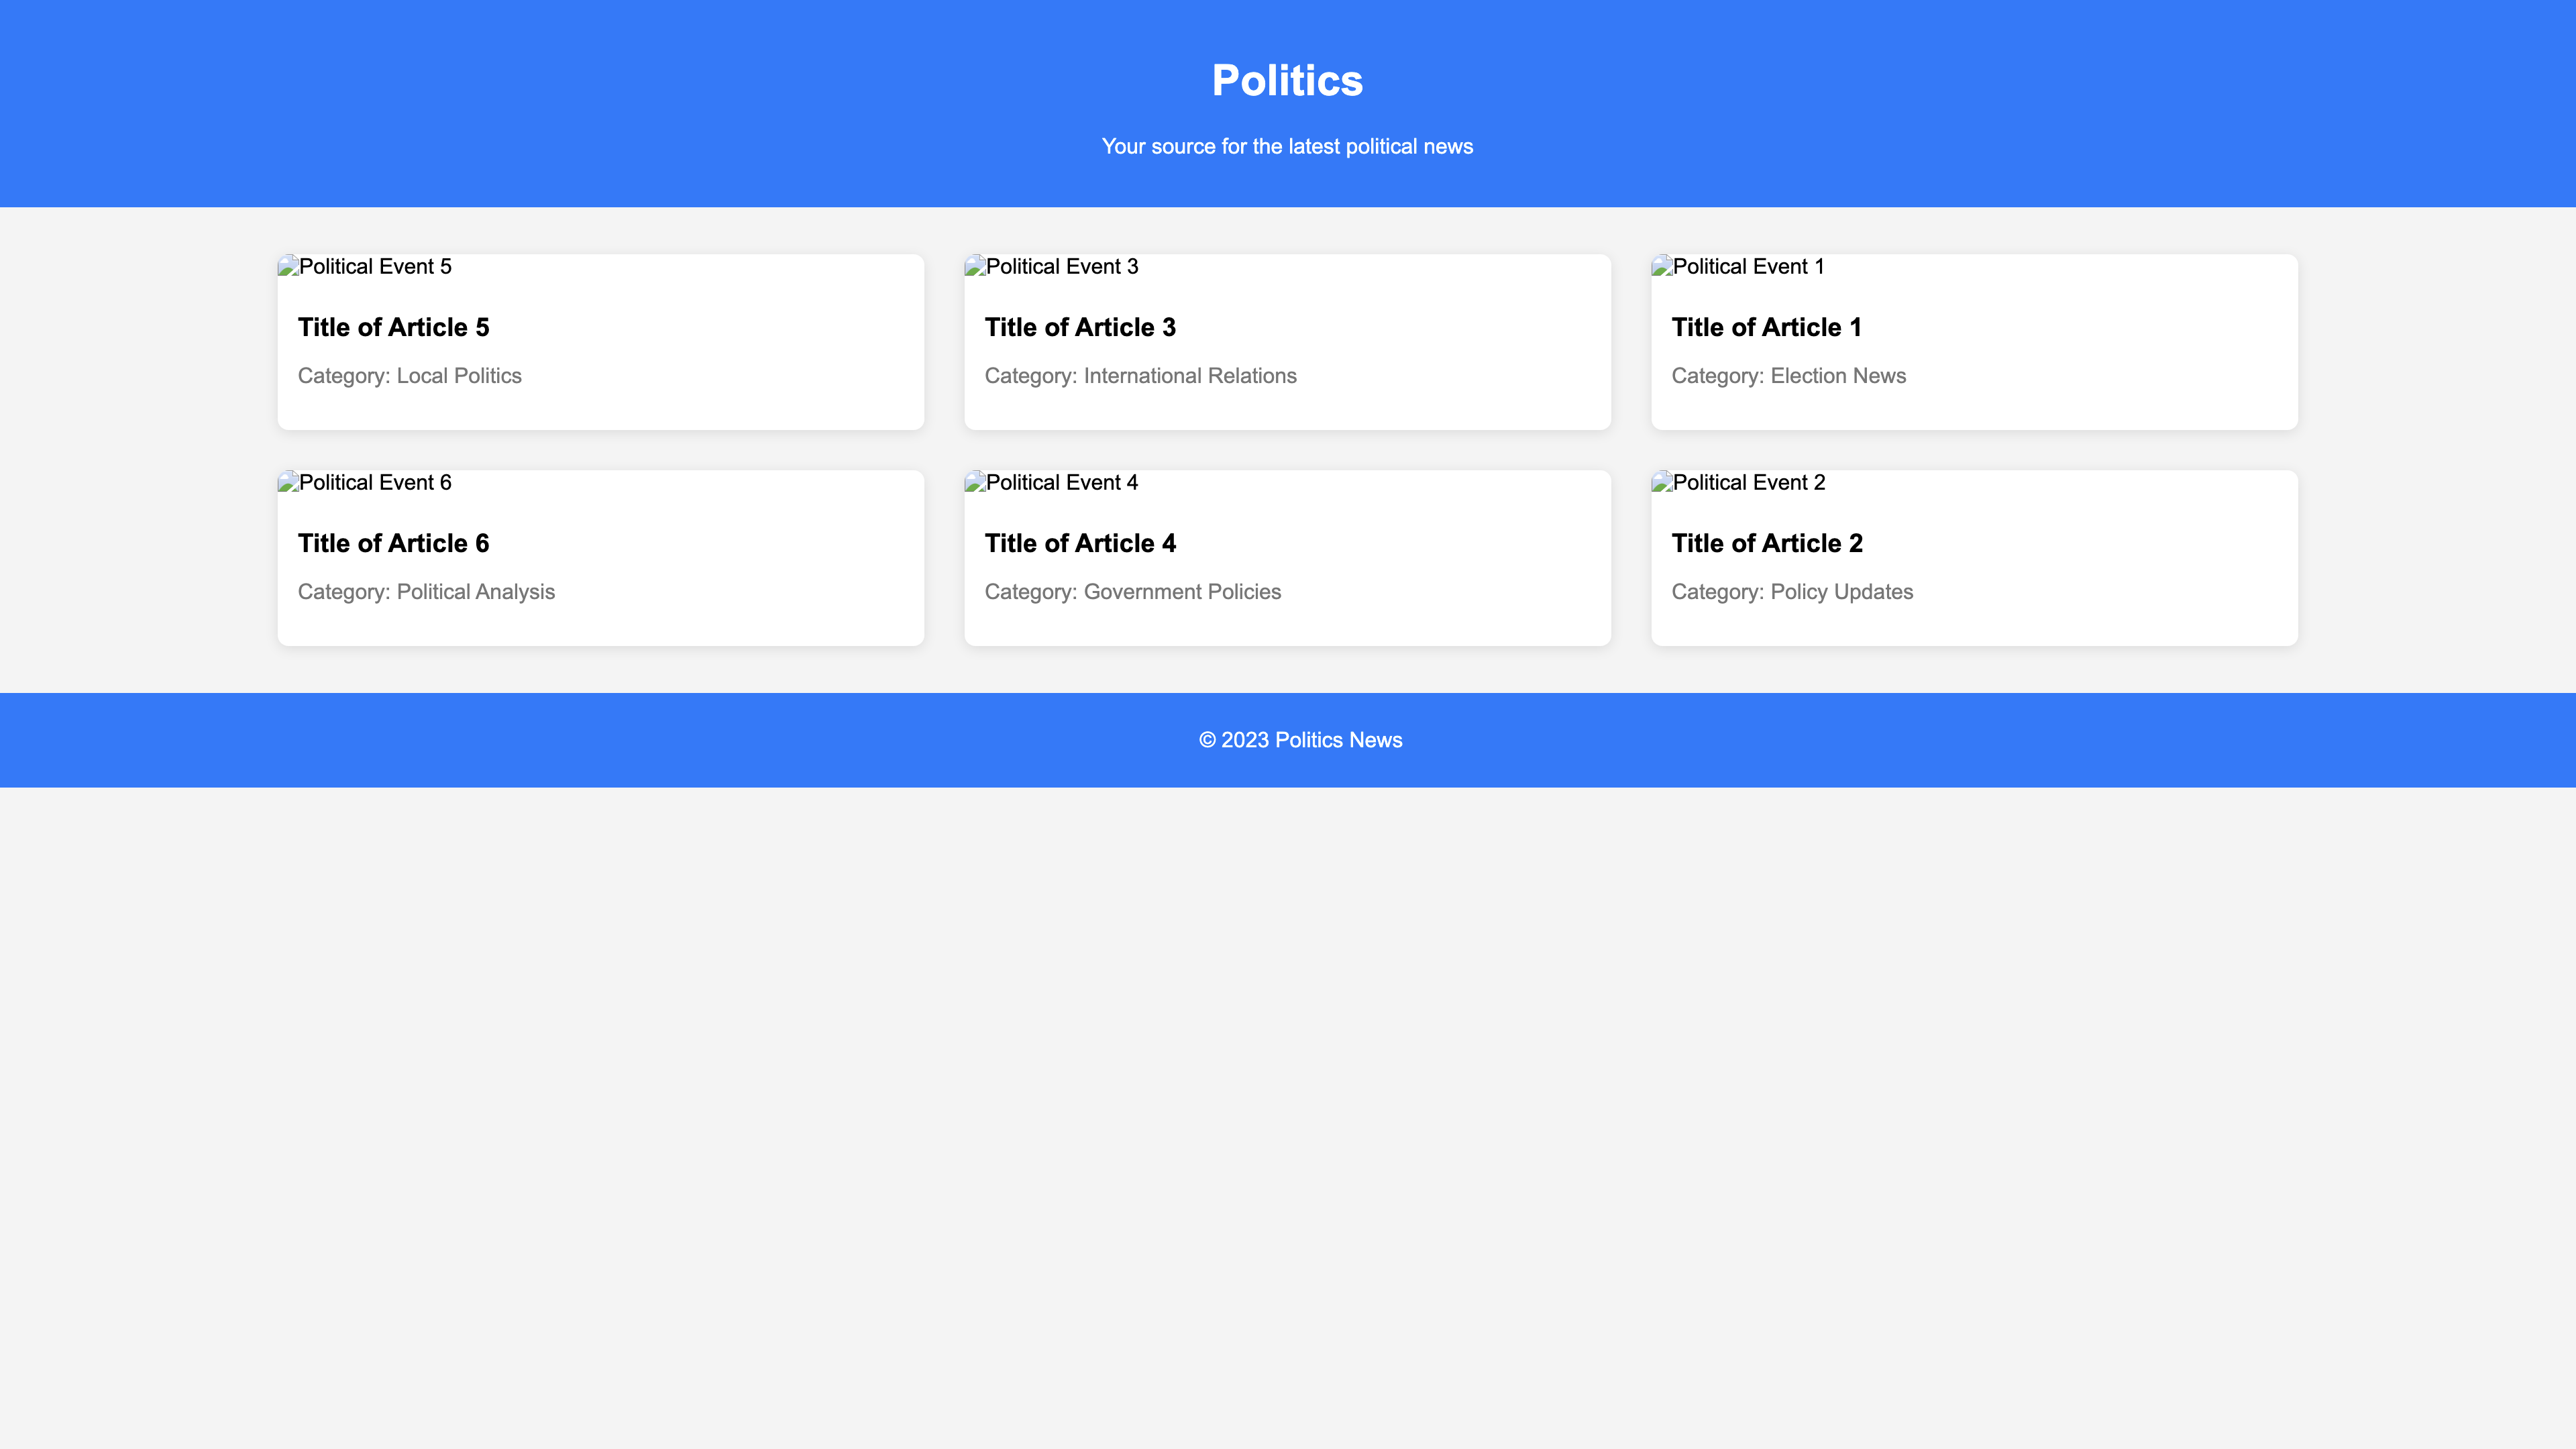 Politics
Your source for the latest political news
Political Event 5
Title of Article 5
Category: Local Politics
Political Event 3
Title of Article 3
Category: International Relations
Political Event 1
Title of Article 1
Category: Election News
Political Event 6
Title of Article 6
Category: Political Analysis
Political Event 4
Title of Article 4
Category: Government Policies
Political Event 2
Title of Article 2
Category: Policy Updates
© 2023 Politics News